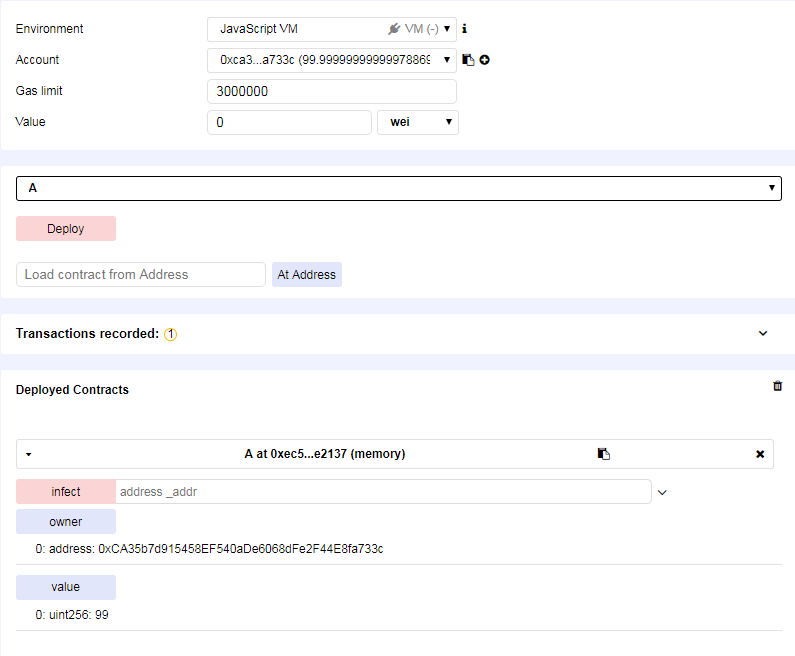 Environment JavaScript VM VM (-)
Account 0xca3...a733c (99.99999999999978869
Gas limit 3000000
Value 0 wei
A
Deploy
Load contract from Address At Address
Transactions recorded: 1
Deployed Contracts
A at 0xec5...e2137 (memory)
infect address _addr
owner
0: address: 0xCA35b7d915458EF540aDe6068dFe2F44E8fa733c
value
0: uint256: 99